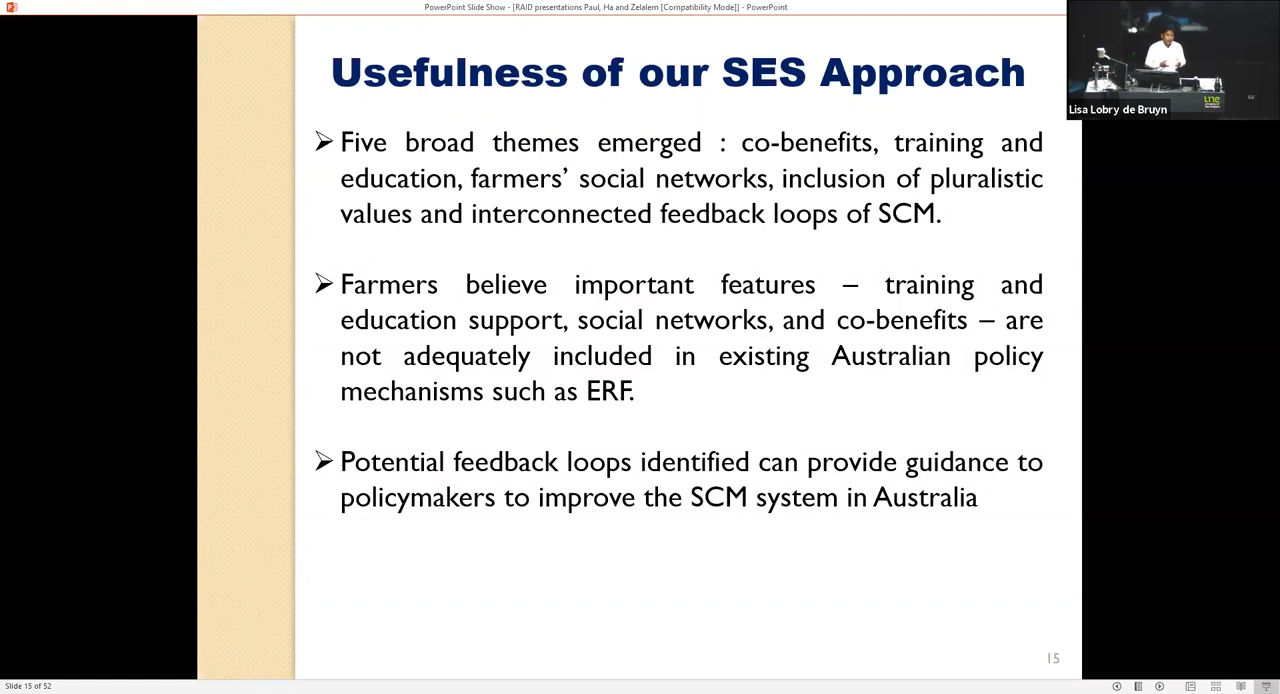 PowerPoint Slide Show - [RAID presentations Paul, Ha and Zelalem [Compatibility Mode]] - PowerPoint
Usefulness of our SES Approach
➢ Five broad themes emerged : co-benefits, training and
education, farmers’ social networks, inclusion of pluralistic
values and interconnected feedback loops of SCM.
➢ Farmers believe important features – training and
education support, social networks, and co-benefits – are
not adequately included in existing Australian policy
mechanisms such as ERF.
➢ Potential feedback loops identified can provide guidance to
policymakers to improve the SCM system in Australia
15
une
Lisa Lobry de Bruyn
Slide 15 of 52